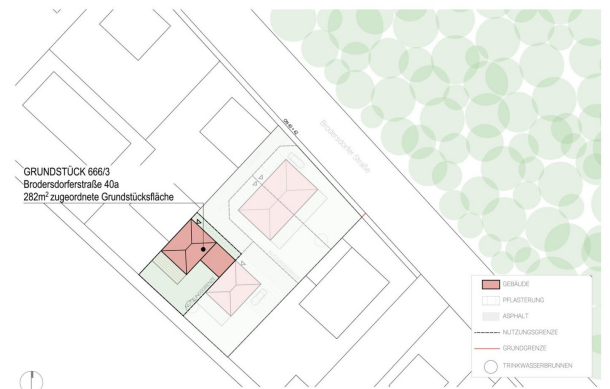 Brodersdorfer Straße
GRUNDSTÜCK 666/3
Brodersdorferstraße 40a
282m² zugeordnete Grundstücksfläche
GEBÄUDE
PFLASTERUNG
ASPHALT
NUTZUNGSGRENZE
GRUNDGRENZE
TRINKWASSERBRUNNEN